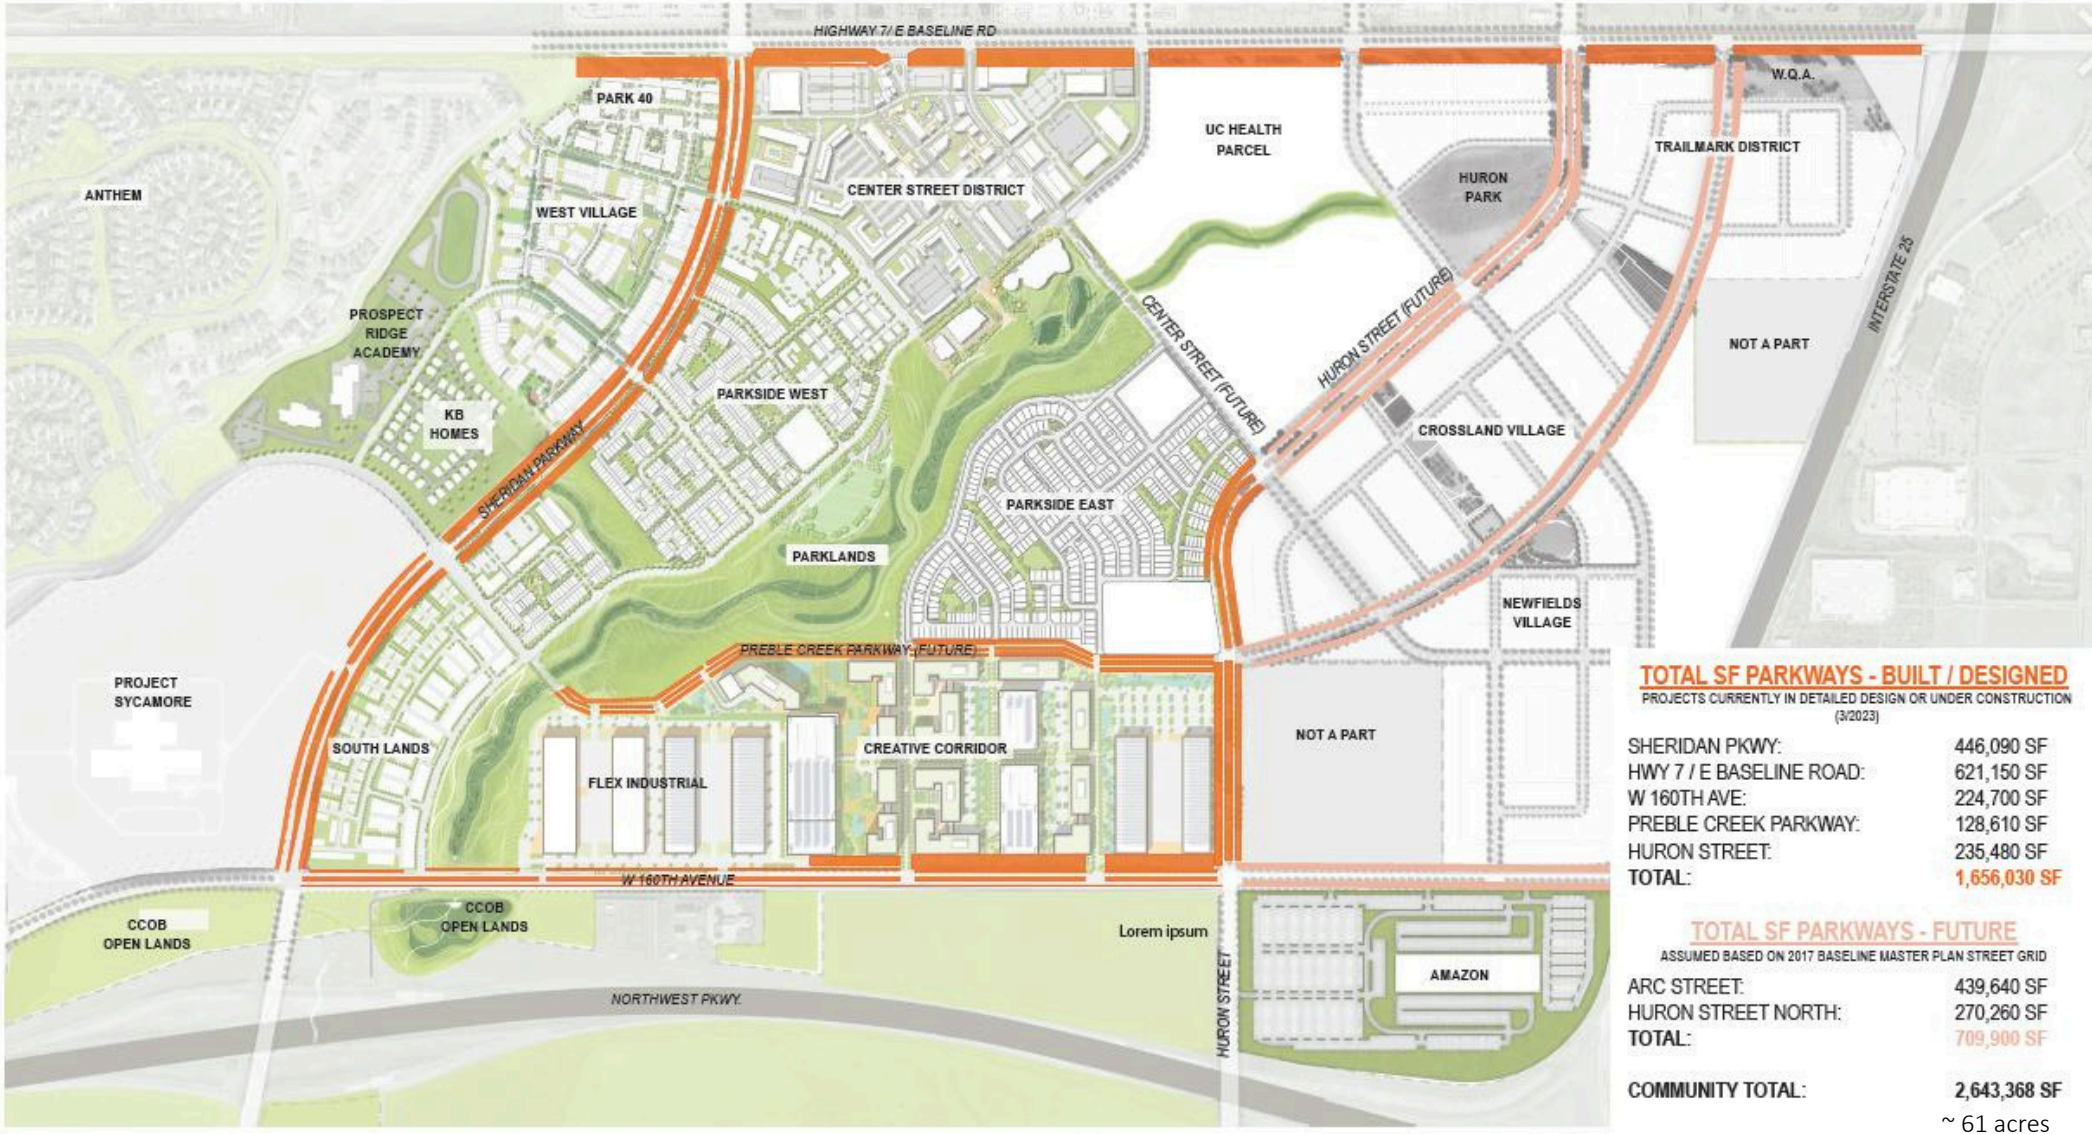 HIGHWAY 7/ E BASELINE RD
PARK 40
W.Q.A.
UC HEALTH
PARCEL
TRAILMARK DISTRICT
ANTHEM
CENTER STREET DISTRICT
HURON
PARK
WEST VILLAGE
INTERSTATE 25
PROSPECT
RIDGE
ACADEMY
CENTER STREET (FUTURE)
HURON STREET (FUTURE)
NOT A PART
PARKSIDE WEST
KB
HOMES
SHERIDAN PARKWAY
CROSSLAND VILLAGE
PARKSIDE EAST
PARKLANDS
NEWFIELDS
VILLAGE
PREBLE CREEK PARKWAY (FUTURE)
PROJECT
SYCAMORE
SOUTH LANDS
CREATIVE CORRIDOR
NOT A PART
FLEX INDUSTRIAL
W 160TH AVENUE
CCOB
OPEN LANDS
CCOB
OPEN LANDS
Lorem ipsum
HURON STREET
AMAZON
NORTHWEST PKWY.
TOTAL SF PARKWAYS - BUILT / DESIGNED
PROJECTS CURRENTLY IN DETAILED DESIGN OR UNDER CONSTRUCTION
(3/2023)
SHERIDAN PKWY: 446,090 SF
HWY 7 / E BASELINE ROAD: 621,150 SF
W 160TH AVE: 224,700 SF
PREBLE CREEK PARKWAY: 128,610 SF
HURON STREET: 235,480 SF
TOTAL: 1,656,030 SF
TOTAL SF PARKWAYS - FUTURE
ASSUMED BASED ON 2017 BASELINE MASTER PLAN STREET GRID
ARC STREET: 439,640 SF
HURON STREET NORTH: 270,260 SF
TOTAL: 709,900 SF
COMMUNITY TOTAL: 2,643,368 SF
~ 61 acres